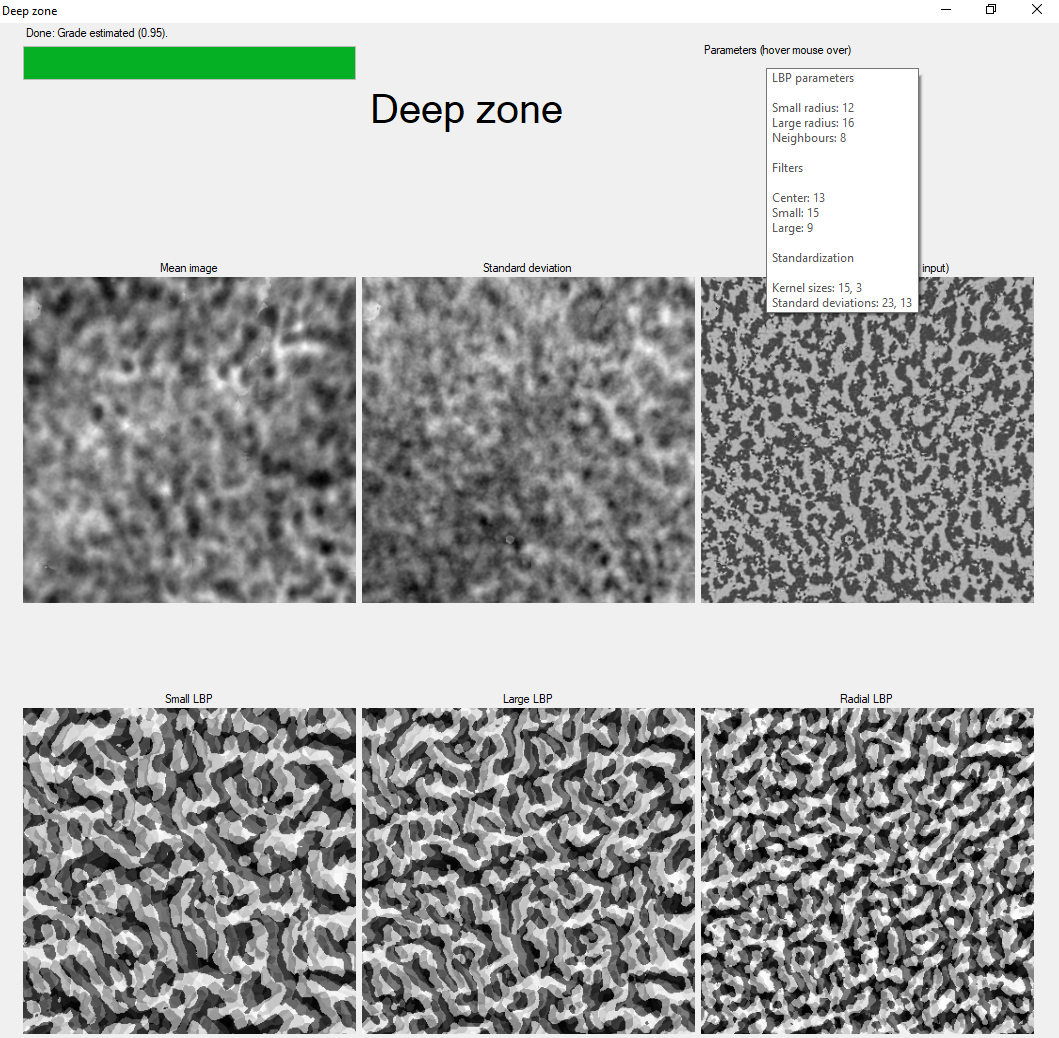 Deep zone
Done: Grade estimated (0.95).
Parameters (hover mouse over)
Deep zone
LBP parameters
Small radius: 12
Large radius: 16
Neighbours: 8
Filters
Center: 13
Small: 15
Large: 9
Standardization
Kernel sizes: 15, 3
Standard deviations: 23, 13
Mean image
Standard deviation
input)
Small LBP
Large LBP
Radial LBP